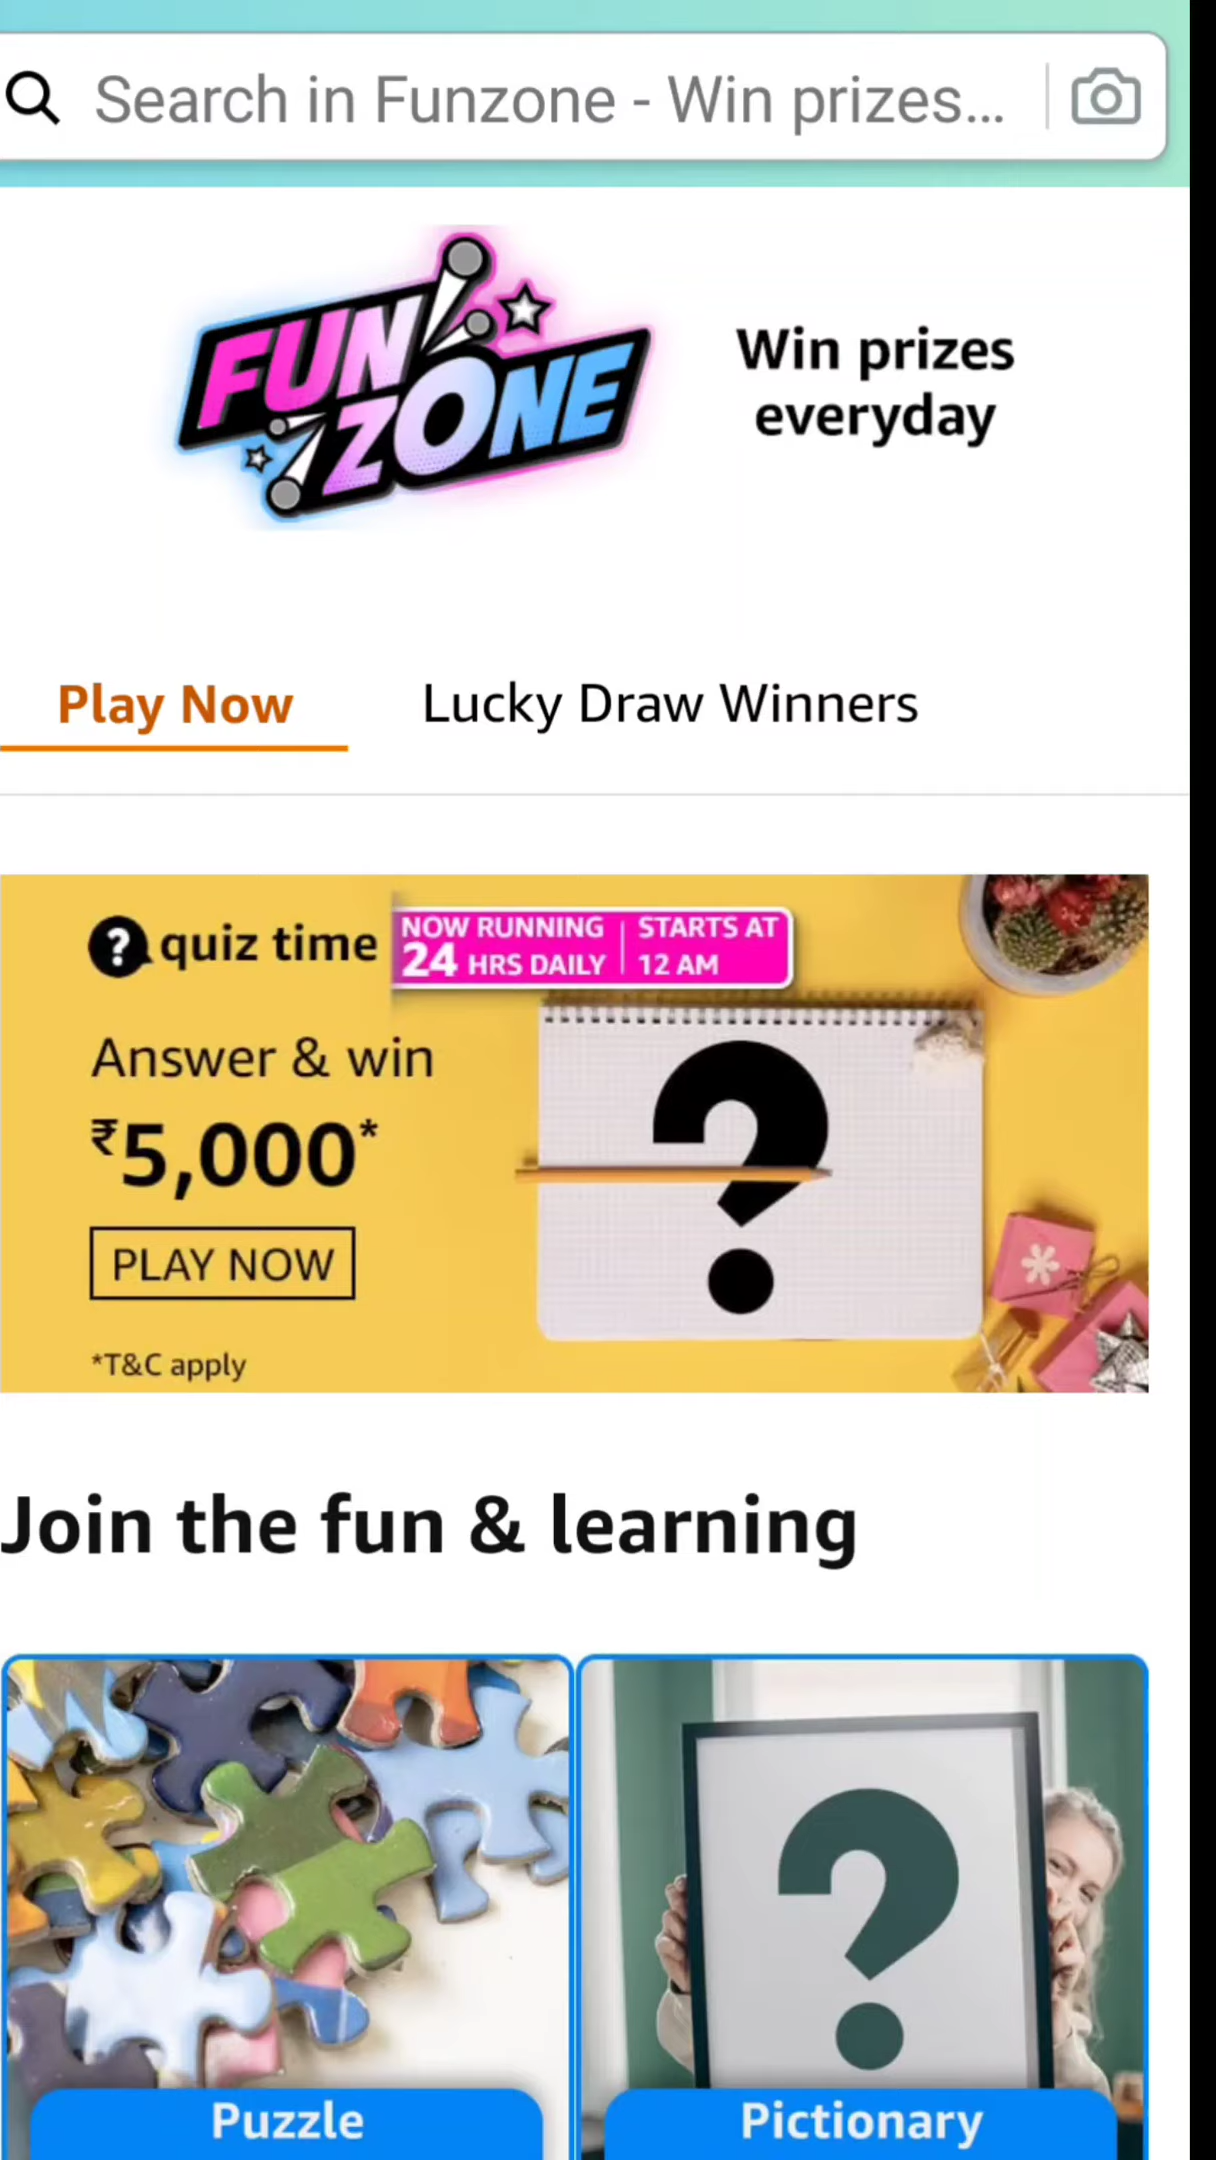 Search in Funzone - Win prizes...
FUN
ZONE
Win prizes
everyday
Play Now
Lucky Draw Winners
? quiz time
NOW RUNNING
24 HRS DAILY
STARTS AT
12 AM
Answer & win
₹5,000*
PLAY NOW
*T&C apply
?
Join the fun & learning
?
Puzzle
Pictionary